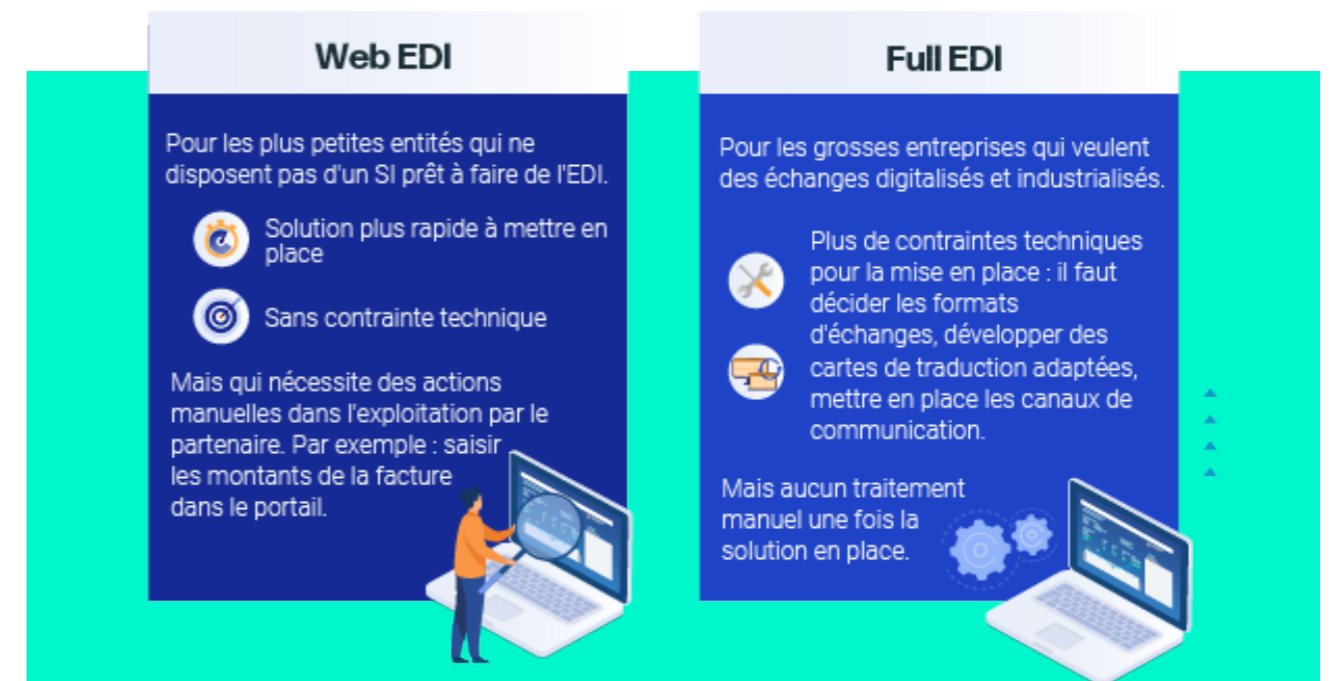 Web EDI
Pour les plus petites entités qui ne
disposent pas d'un SI prêt à faire de l'EDI.
Solution plus rapide à mettre en
place
Sans contrainte technique
Mais qui nécessite des actions
manuelles dans l'exploitation par le
partenaire. Par exemple : saisir
les montants de la facture
dans le portail.
Full EDI
Pour les grosses entreprises qui veulent
des échanges digitalisés et industrialisés.
Plus de contraintes techniques
pour la mise en place : il faut
décider les formats
d'échanges, développer des
cartes de traduction adaptées,
mettre en place les canaux de
communication.
Mais aucun traitement
manuel une fois la
solution en place.